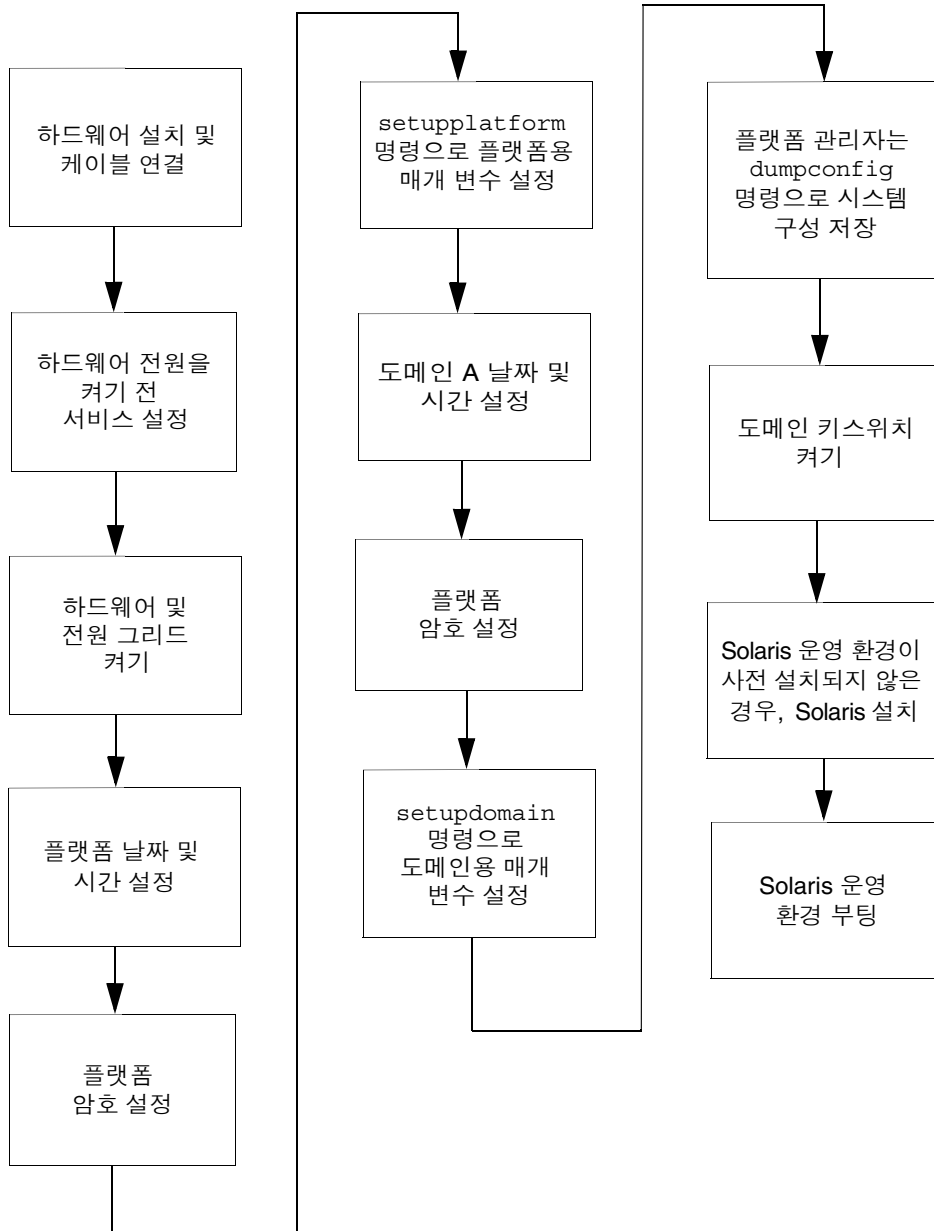 하드웨어 설치 및
케이블 연결
하드웨어 전원을
켜기 전
서비스 설정
하드웨어 및
전원 그리드
켜기
플랫폼 날짜 및
시간 설정
플랫폼
암호 설정
setupplatform
명령으로 플랫폼용
매개 변수 설정
도메인 A 날짜 및
시간 설정
플랫폼
암호 설정
setupdomain
명령으로
도메인용 매개
변수 설정
플랫폼 관리자는
dumpconfig
명령으로 시스템
구성 저장
도메인 키스위치
켜기
Solaris 운영 환경이
사전 설치되지 않은
경우, Solaris 설치
Solaris 운영
환경 부팅